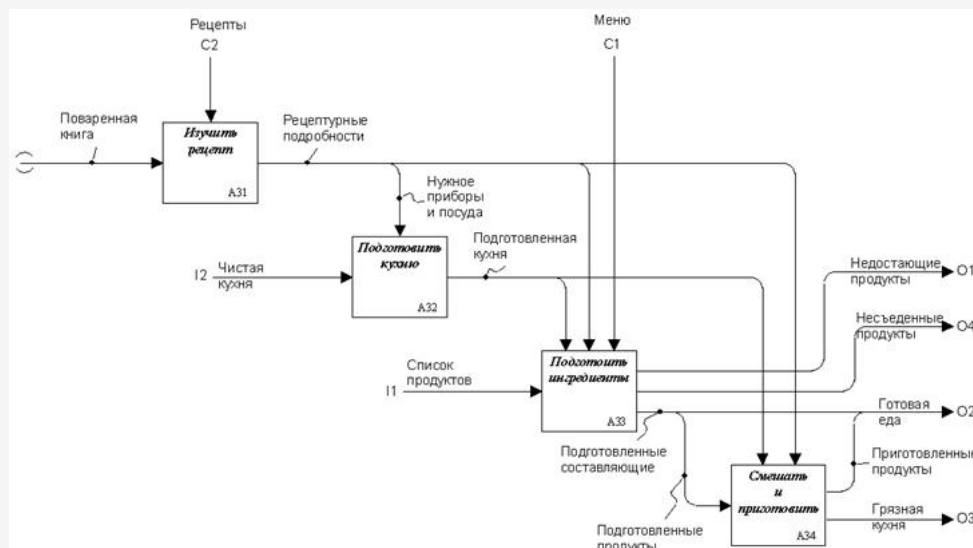 Рецепты
C2
Меню
C1
Поваренная
книга
Изучить
рецепт
A31
Рецептурные
подробности
Нужное
приборы
и посуда
I2
Чистая
кухня
Подготовить
кухню
A32
Подготовленная
кухня
Недостающие
продукты
O1
Несъеденные
продукты
O4
I1
Список
продуктов
Подготоить
ингредиенты
A33
Готовая
еда
O2
Подготовленные
составляющие
Приготовленные
продукты
Смешать
и
приготовить
A34
Грязная
кухня
O3
Подготовленные
продукты